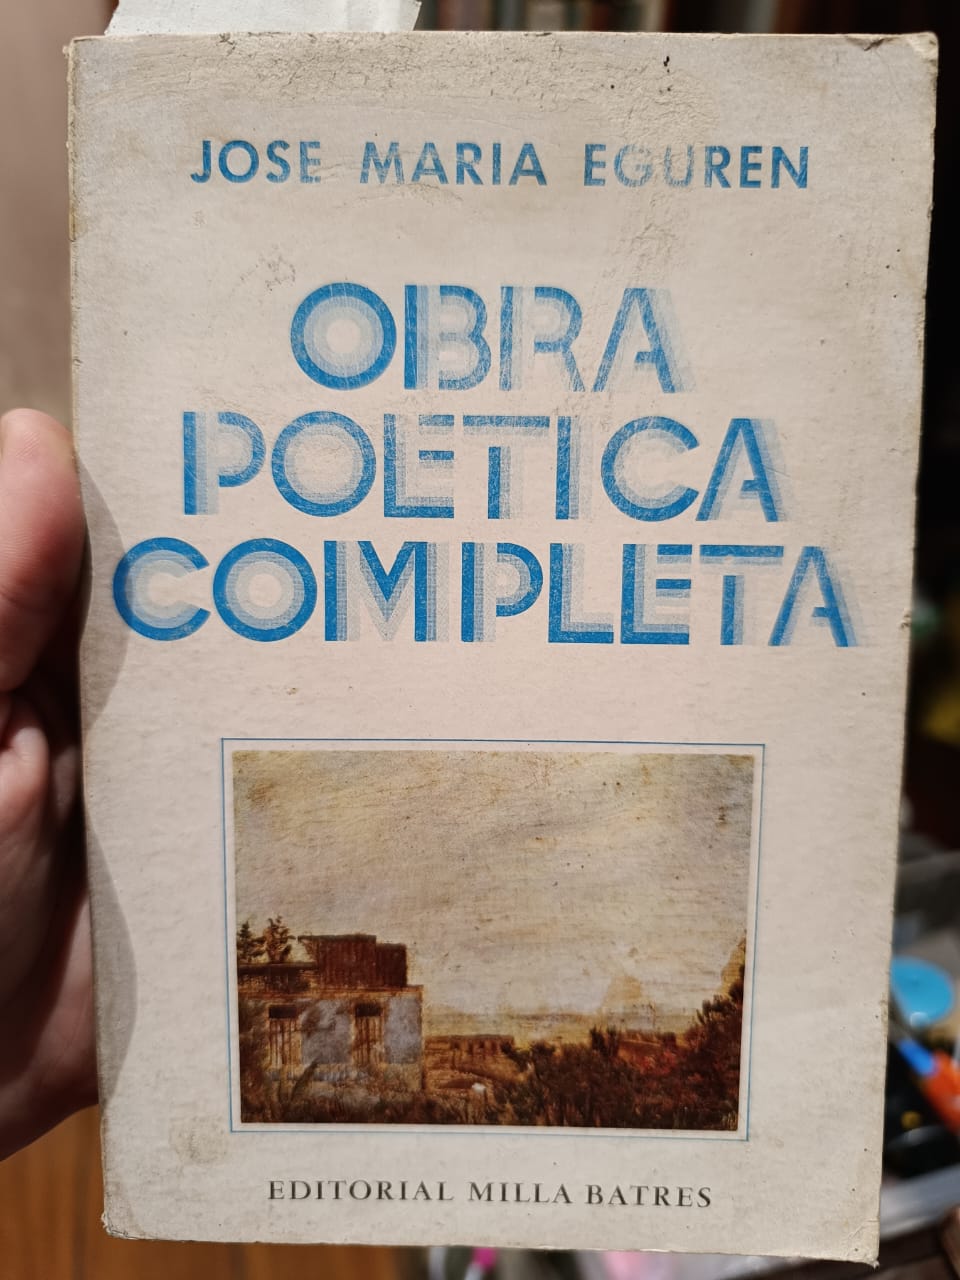 JOSE MARIA EGUREN
OBRA
POETICA
COMPLETA
EDITORIAL MILLA BATRES